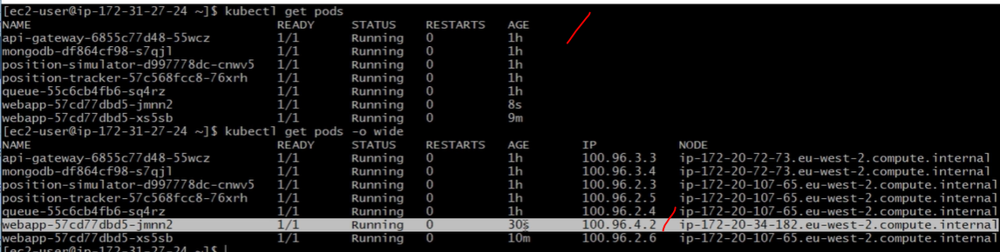 [ec2-user@ip-172-31-27-24 ~]$ kubectl get pods
NAME READY STATUS RESTARTS AGE
api-gateway-6855c77d48-55wcz 1/1 Running 0 1h
mongodb-df864cf98-s7qjl 1/1 Running 0 1h
position-simulator-d997778dc-cnwv5 1/1 Running 0 1h
position-tracker-57c568fcc8-76xrh 1/1 Running 0 1h
queue-55c6cb4fb6-sq4rz 1/1 Running 0 1h
webapp-57cd77dbd5-jmnn2 1/1 Running 0 8s
webapp-57cd77dbd5-xs5sb 1/1 Running 0 9m
[ec2-user@ip-172-31-27-24 ~]$ kubectl get pods -o wide
NAME READY STATUS RESTARTS AGE IP NODE
api-gateway-6855c77d48-55wcz 1/1 Running 0 1h 100.96.3.3 ip-172-20-72-73.eu-west-2.compute.internal
mongodb-df864cf98-s7qjl 1/1 Running 0 1h 100.96.3.4 ip-172-20-72-73.eu-west-2.compute.internal
position-simulator-d997778dc-cnwv5 1/1 Running 0 1h 100.96.2.3 ip-172-20-107-65.eu-west-2.compute.internal
position-tracker-57c568fcc8-76xrh 1/1 Running 0 1h 100.96.2.5 ip-172-20-107-65.eu-west-2.compute.internal
queue-55c6cb4fb6-sq4rz 1/1 Running 0 1h 100.96.2.4 ip-172-20-107-65.eu-west-2.compute.internal
webapp-57cd77dbd5-jmnn2 1/1 Running 0 30s 100.96.4.2 ip-172-20-34-182.eu-west-2.compute.internal
webapp-57cd77dbd5-xs5sb 1/1 Running 0 10m 100.96.2.6 ip-172-20-107-65.eu-west-2.compute.internal
[ec2-user@ip-172-31-27-24 ~]$